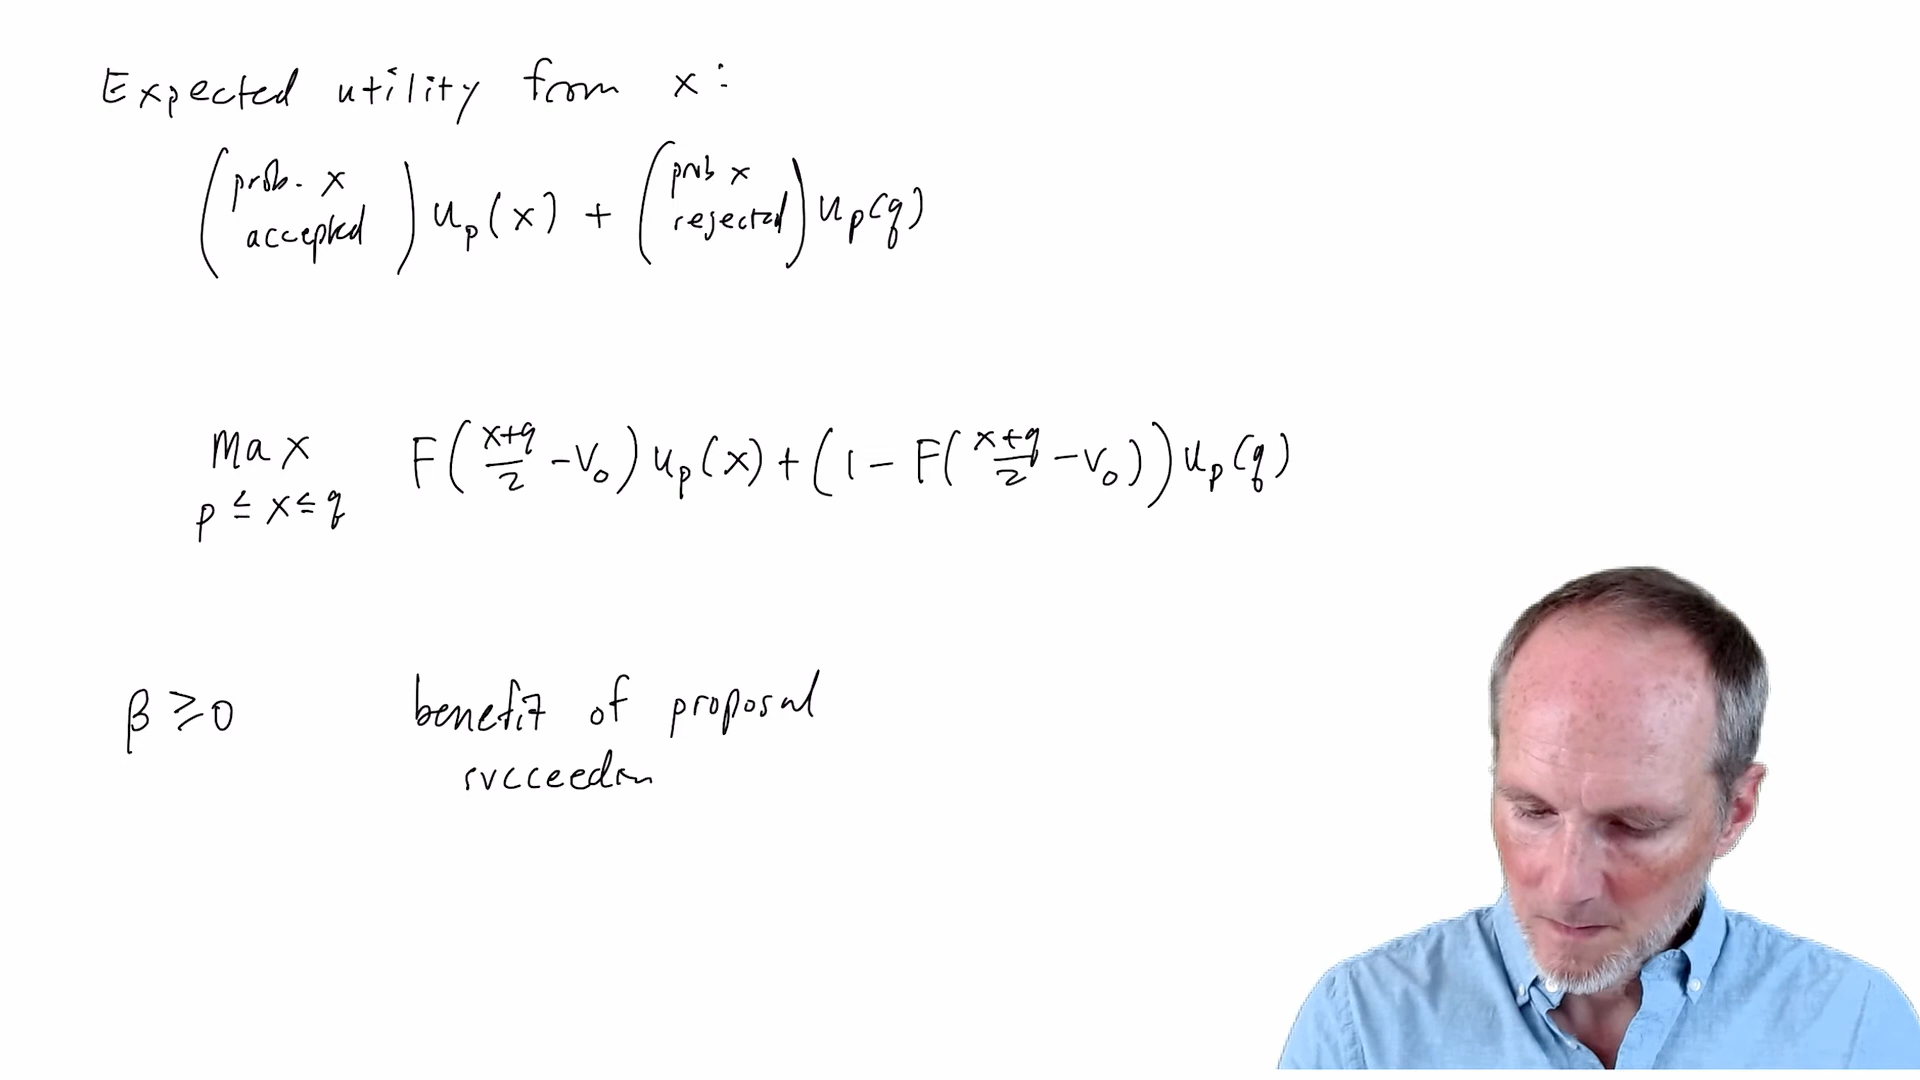 Expected utility from x:
(prob. x accepted) u_p(x) + (prob x rejected) u_p(q)
max p ≤ x ≤ q F(x+q/2 - v_0) u_p(x) + (1 - F(x+q/2 - v_0)) u_p(q)
β ≥ 0 benefit of proposal
succeedin